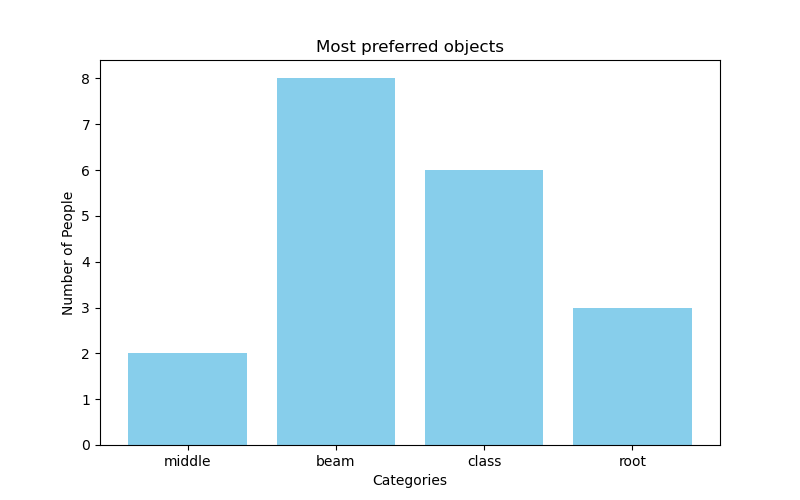 Most preferred objects
8
7
6
5
4
3
2
1
0
Number of People
middle beam class root
Categories